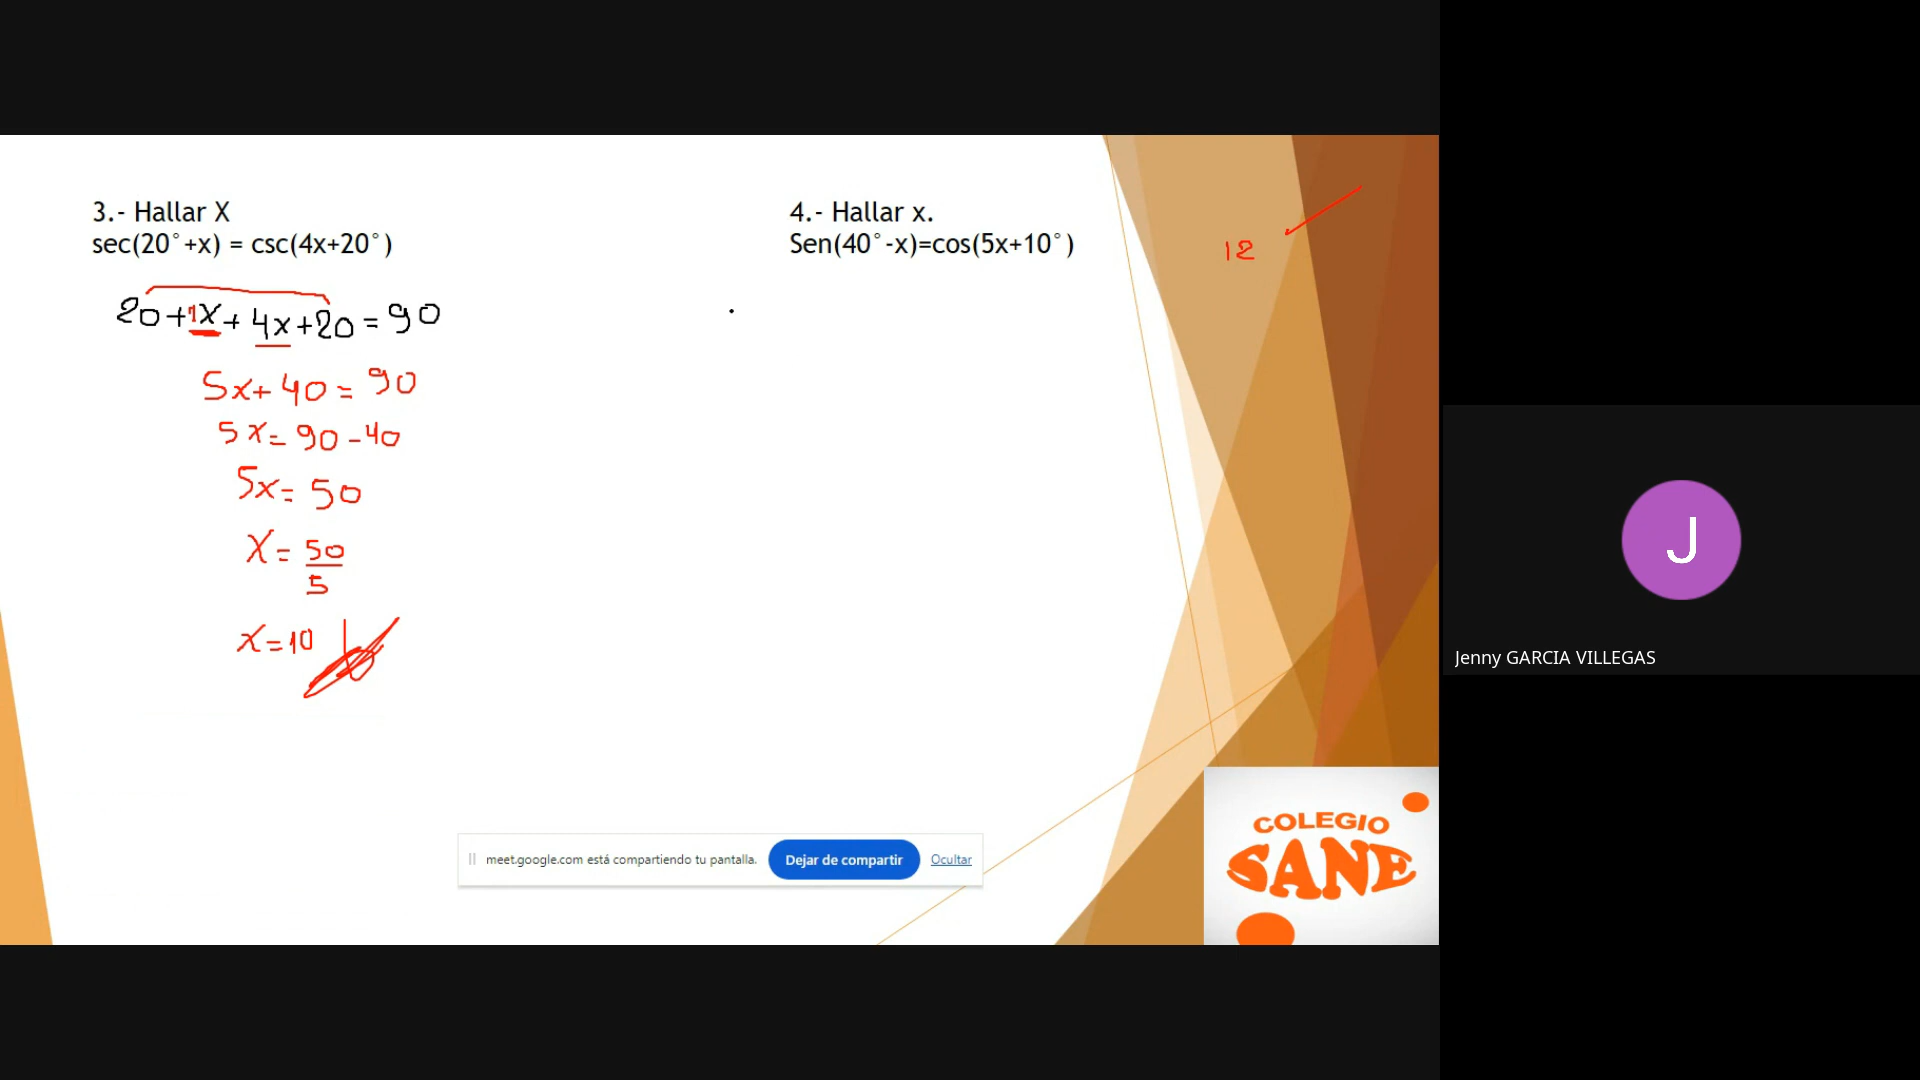 3.- Hallar X
sec(20°+x) = csc(4x+20°)
20+1x+4x+20=90
5x+40=90
5x=90-40
5x=50
x=50
5
x=10
4.- Hallar x.
Sen(40°-x)=cos(5x+10°)
12
meet.google.com está compartiendo tu pantalla.
Dejar de compartir
Ocultar
COLEGIO
SANE
J
Jenny GARCIA VILLEGAS